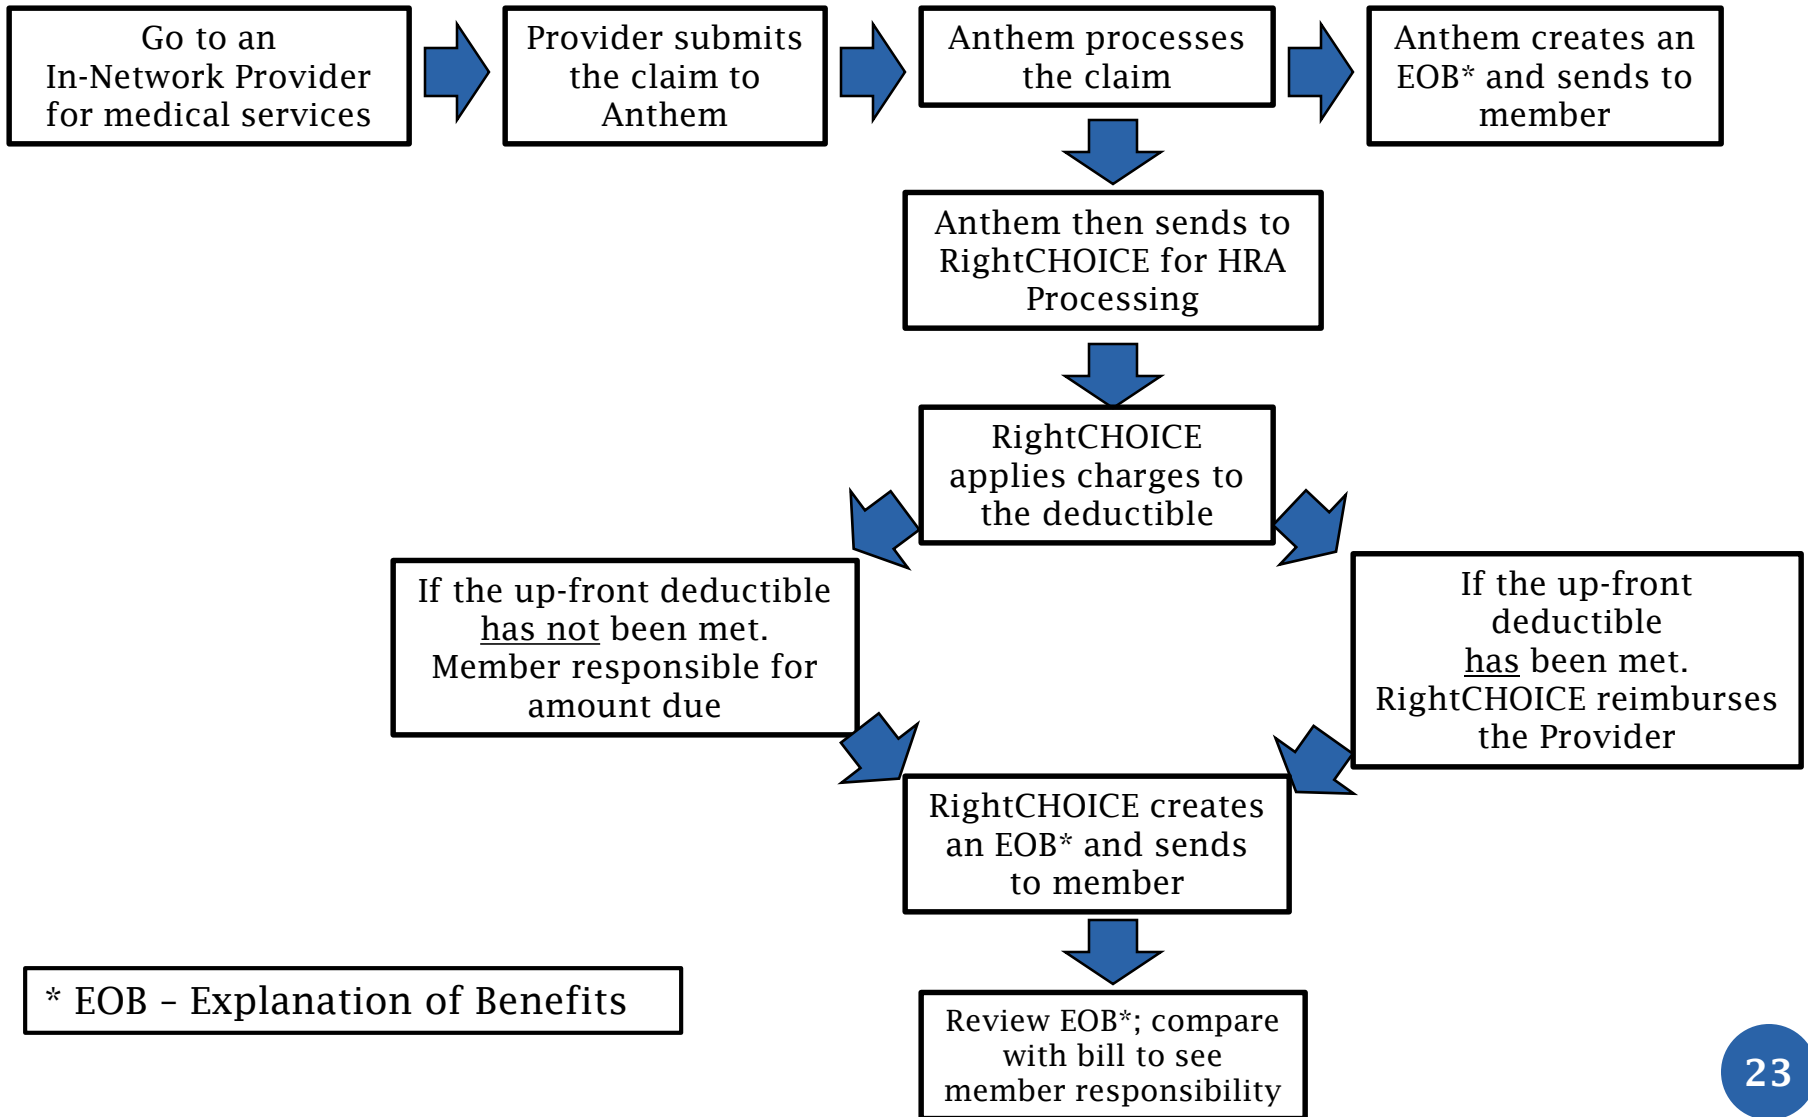 Go to an
In-Network Provider
for medical services
Provider submits
the claim to
Anthem
Anthem processes
the claim
Anthem creates an
EOB* and sends to
member
Anthem then sends to
RightCHOICE for HRA
Processing
RightCHOICE
applies charges to
the deductible
If the up-front deductible
has not been met.
Member responsible for
amount due
If the up-front
deductible
has been met.
RightCHOICE reimburses
the Provider
RightCHOICE creates
an EOB* and sends
to member
* EOB – Explanation of Benefits
Review EOB*; compare
with bill to see
member responsibility
23